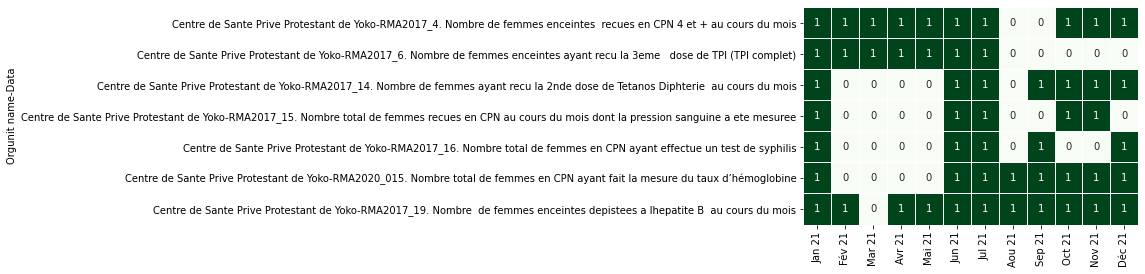 Orgunit name-Data
Centre de Sante Prive Protestant de Yoko-RMA2017_4. Nombre de femmes enceintes  recues en CPN 4 et + au cours du mois 1 1 1 1 1 1 1 0 0 1 1 1
Centre de Sante Prive Protestant de Yoko-RMA2017_6. Nombre de femmes enceintes ayant recu la 3eme   dose de TPI (TPI complet) 1 1 1 1 1 1 1 0 0 0 0 0
Centre de Sante Prive Protestant de Yoko-RMA2017_14. Nombre de femmes ayant recu la 2nde dose de Tetanos Diphterie  au cours du mois 1 0 0 0 0 1 1 0 1 1 1 1
Centre de Sante Prive Protestant de Yoko-RMA2017_15. Nombre total de femmes recues en CPN au cours du mois dont la pression sanguine a ete mesuree 1 0 0 0 0 1 1 0 0 1 1 0
Centre de Sante Prive Protestant de Yoko-RMA2017_16. Nombre total de femmes en CPN ayant effectue un test de syphilis 1 0 0 0 0 1 1 0 1 0 0 1
Centre de Sante Prive Protestant de Yoko-RMA2020_015. Nombre total de femmes en CPN ayant fait la mesure du taux d’hémoglobine 1 0 0 0 0 1 1 1 1 1 1 1
Centre de Sante Prive Protestant de Yoko-RMA2017_19. Nombre  de femmes enceintes depistees a lhepatite B  au cours du mois 1 1 0 1 1 1 1 1 1 1 1 1
Jan 21 Fév 21 Mar 21 Avr 21 Mai 21 Jun 21 Jul 21 Aou 21 Sep 21 Oct 21 Nov 21 Déc 21